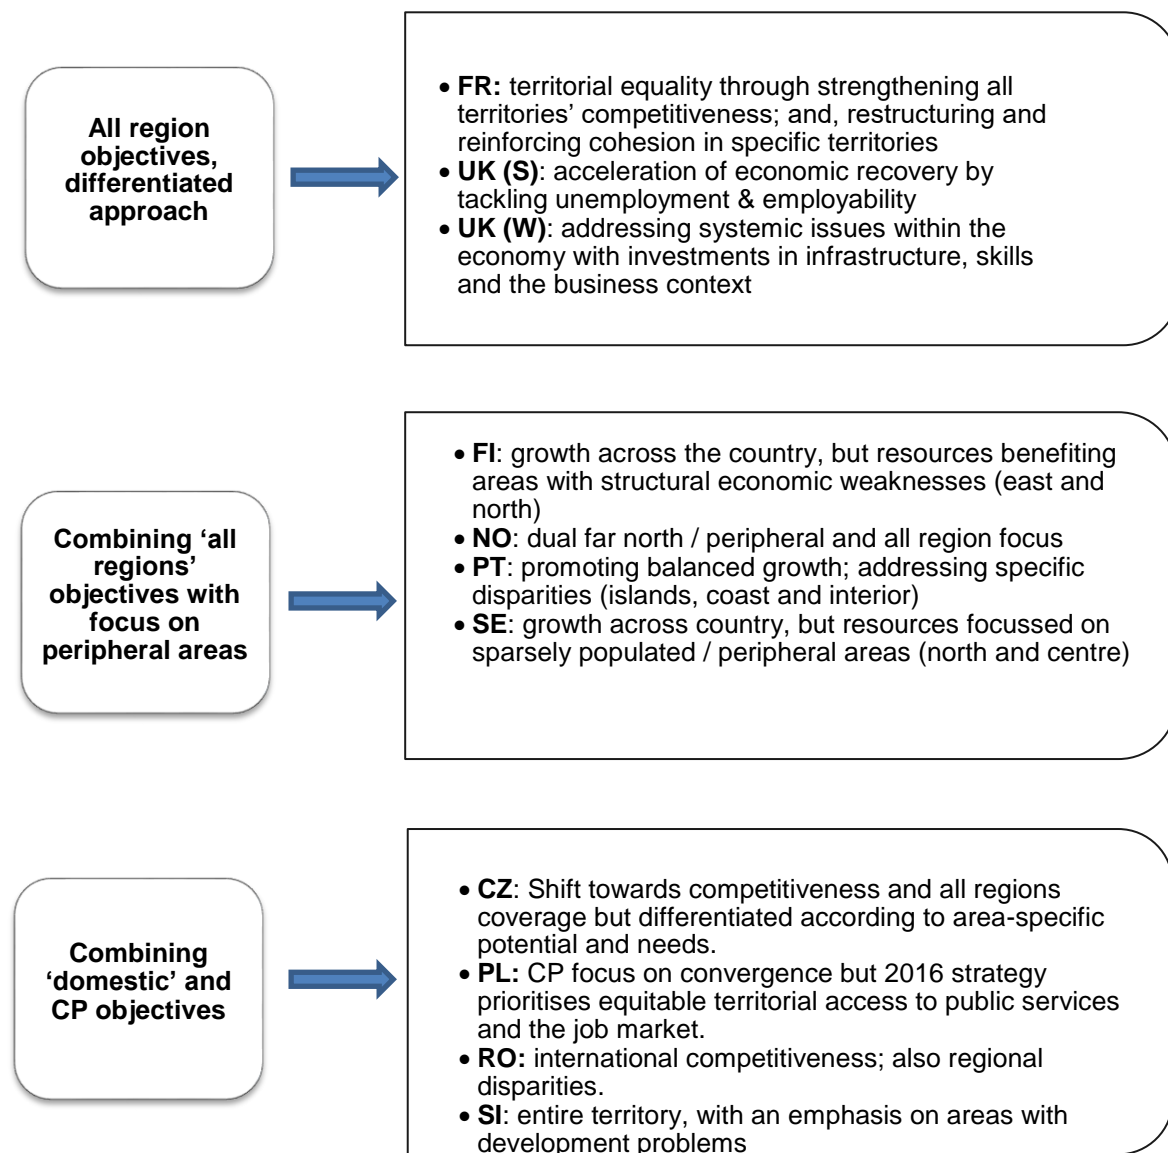 All region
objectives,
differentiated
approach
• FR: territorial equality through strengthening all
territories’ competitiveness; and, restructuring and
reinforcing cohesion in specific territories
• UK (S): acceleration of economic recovery by
tackling unemployment & employability
• UK (W): addressing systemic issues within the
economy with investments in infrastructure, skills
and the business context
Combining ‘all
regions’
objectives with
focus on
peripheral areas
• FI: growth across the country, but resources benefiting
areas with structural economic weaknesses (east and
north)
• NO: dual far north / peripheral and all region focus
• PT: promoting balanced growth; addressing specific
disparities (islands, coast and interior)
• SE: growth across country, but resources focussed on
sparsely populated / peripheral areas (north and centre)
Combining
‘domestic’ and
CP objectives
• CZ: Shift towards competitiveness and all regions
coverage but differentiated according to area-specific
potential and needs.
• PL: CP focus on convergence but 2016 strategy
prioritises equitable territorial access to public services
and the job market.
• RO: international competitiveness; also regional
disparities.
• SI: entire territory, with an emphasis on areas with
development problems